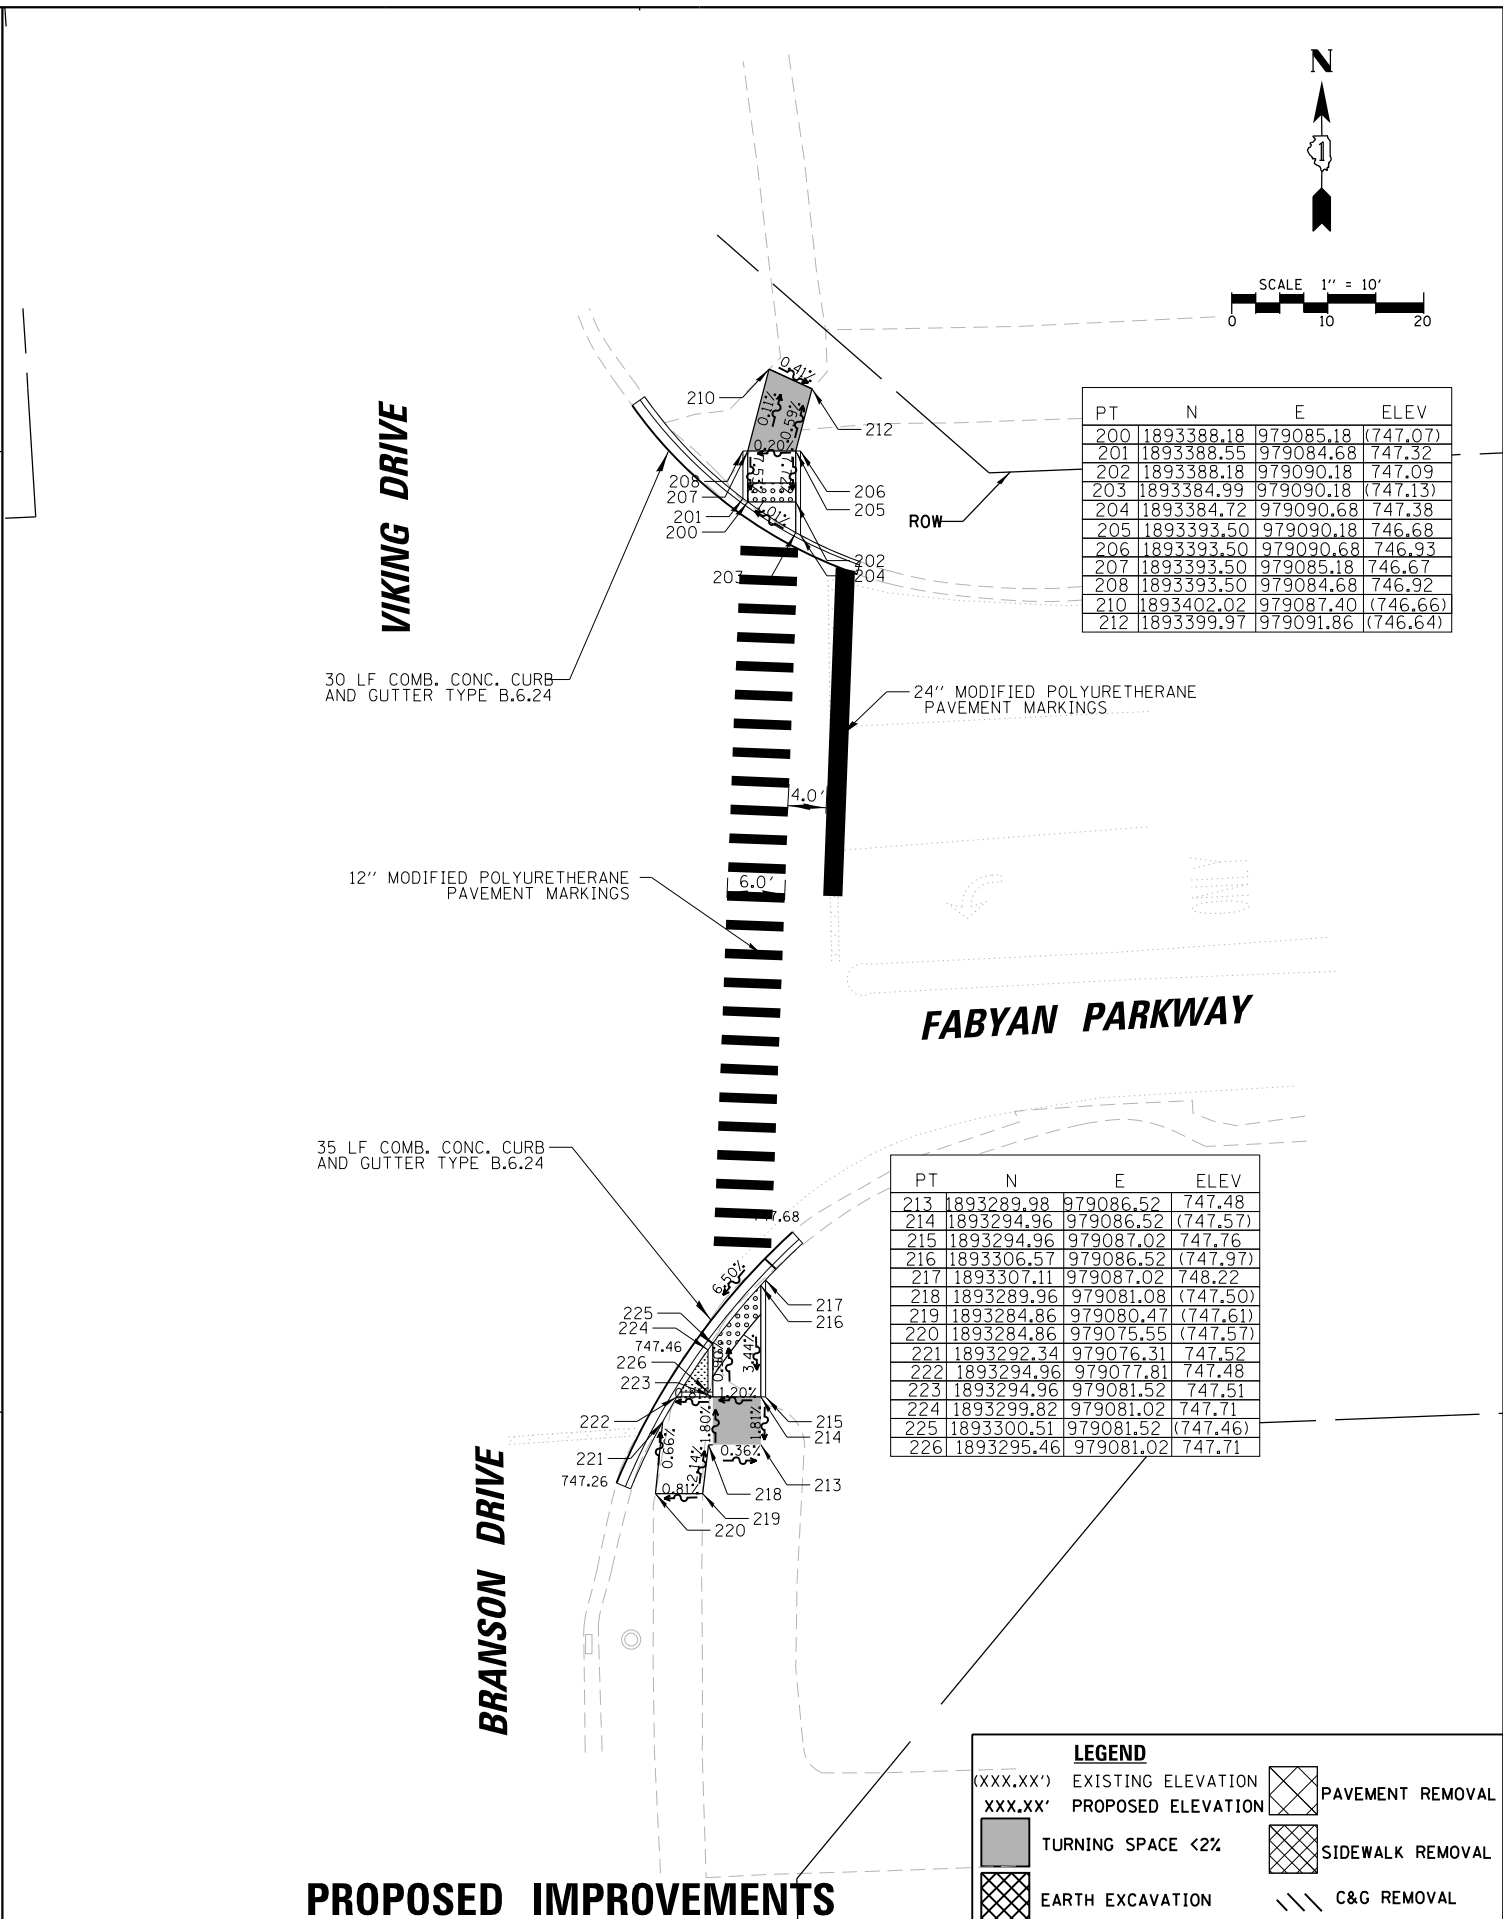 N
1
SCALE 1" = 10'
0 10 20
VIKING DRIVE
0.41%
210
212
0.11%
0.59%
0.20%
208
207
206
205
201
200
202
203
204
ROW
PT N E ELEV
200 1893388.18 979085.18 (747.07)
201 1893388.55 979084.68 747.32
202 1893388.18 979090.18 747.09
203 1893384.99 979090.18 (747.13)
204 1893384.72 979090.68 747.38
205 1893393.50 979090.18 746.68
206 1893393.50 979090.68 746.93
207 1893393.50 979085.18 746.67
208 1893393.50 979084.68 746.92
210 1893402.02 979087.40 (746.66)
212 1893399.97 979091.86 (746.64)
30 LF COMB. CONC. CURB
AND GUTTER TYPE B.6.24
24" MODIFIED POLYURETHERANE
PAVEMENT MARKINGS
4.0'
12" MODIFIED POLYURETHERANE
PAVEMENT MARKINGS
6.0'
FABYAN PARKWAY
35 LF COMB. CONC. CURB
AND GUTTER TYPE B.6.24
6.50%
217
216
225
224
747.46
226
223
3.44%
1.20%
222
215
214
221
1.80%
1.81%
0.66%
2.14%
0.36%
747.26
0.81%
218
213
219
220
PT N E ELEV
213 1893289.98 979086.52 747.48
214 1893294.96 979086.52 (747.57)
215 1893294.96 979087.02 747.76
216 1893306.57 979086.52 (747.97)
217 1893307.11 979087.02 748.22
218 1893289.96 979081.08 (747.50)
219 1893284.86 979080.47 (747.61)
220 1893284.86 979075.55 (747.57)
221 1893292.34 979076.31 747.52
222 1893294.96 979077.81 747.48
223 1893294.96 979081.52 747.51
224 1893299.82 979081.02 747.71
225 1893300.51 979081.52 (747.46)
226 1893295.46 979081.02 747.71
BRANSON DRIVE
LEGEND
(XXX.XX') EXISTING ELEVATION
XXX.XX' PROPOSED ELEVATION
TURNING SPACE <2%
EARTH EXCAVATION
PAVEMENT REMOVAL
SIDEWALK REMOVAL
C&G REMOVAL
PROPOSED IMPROVEMENTS